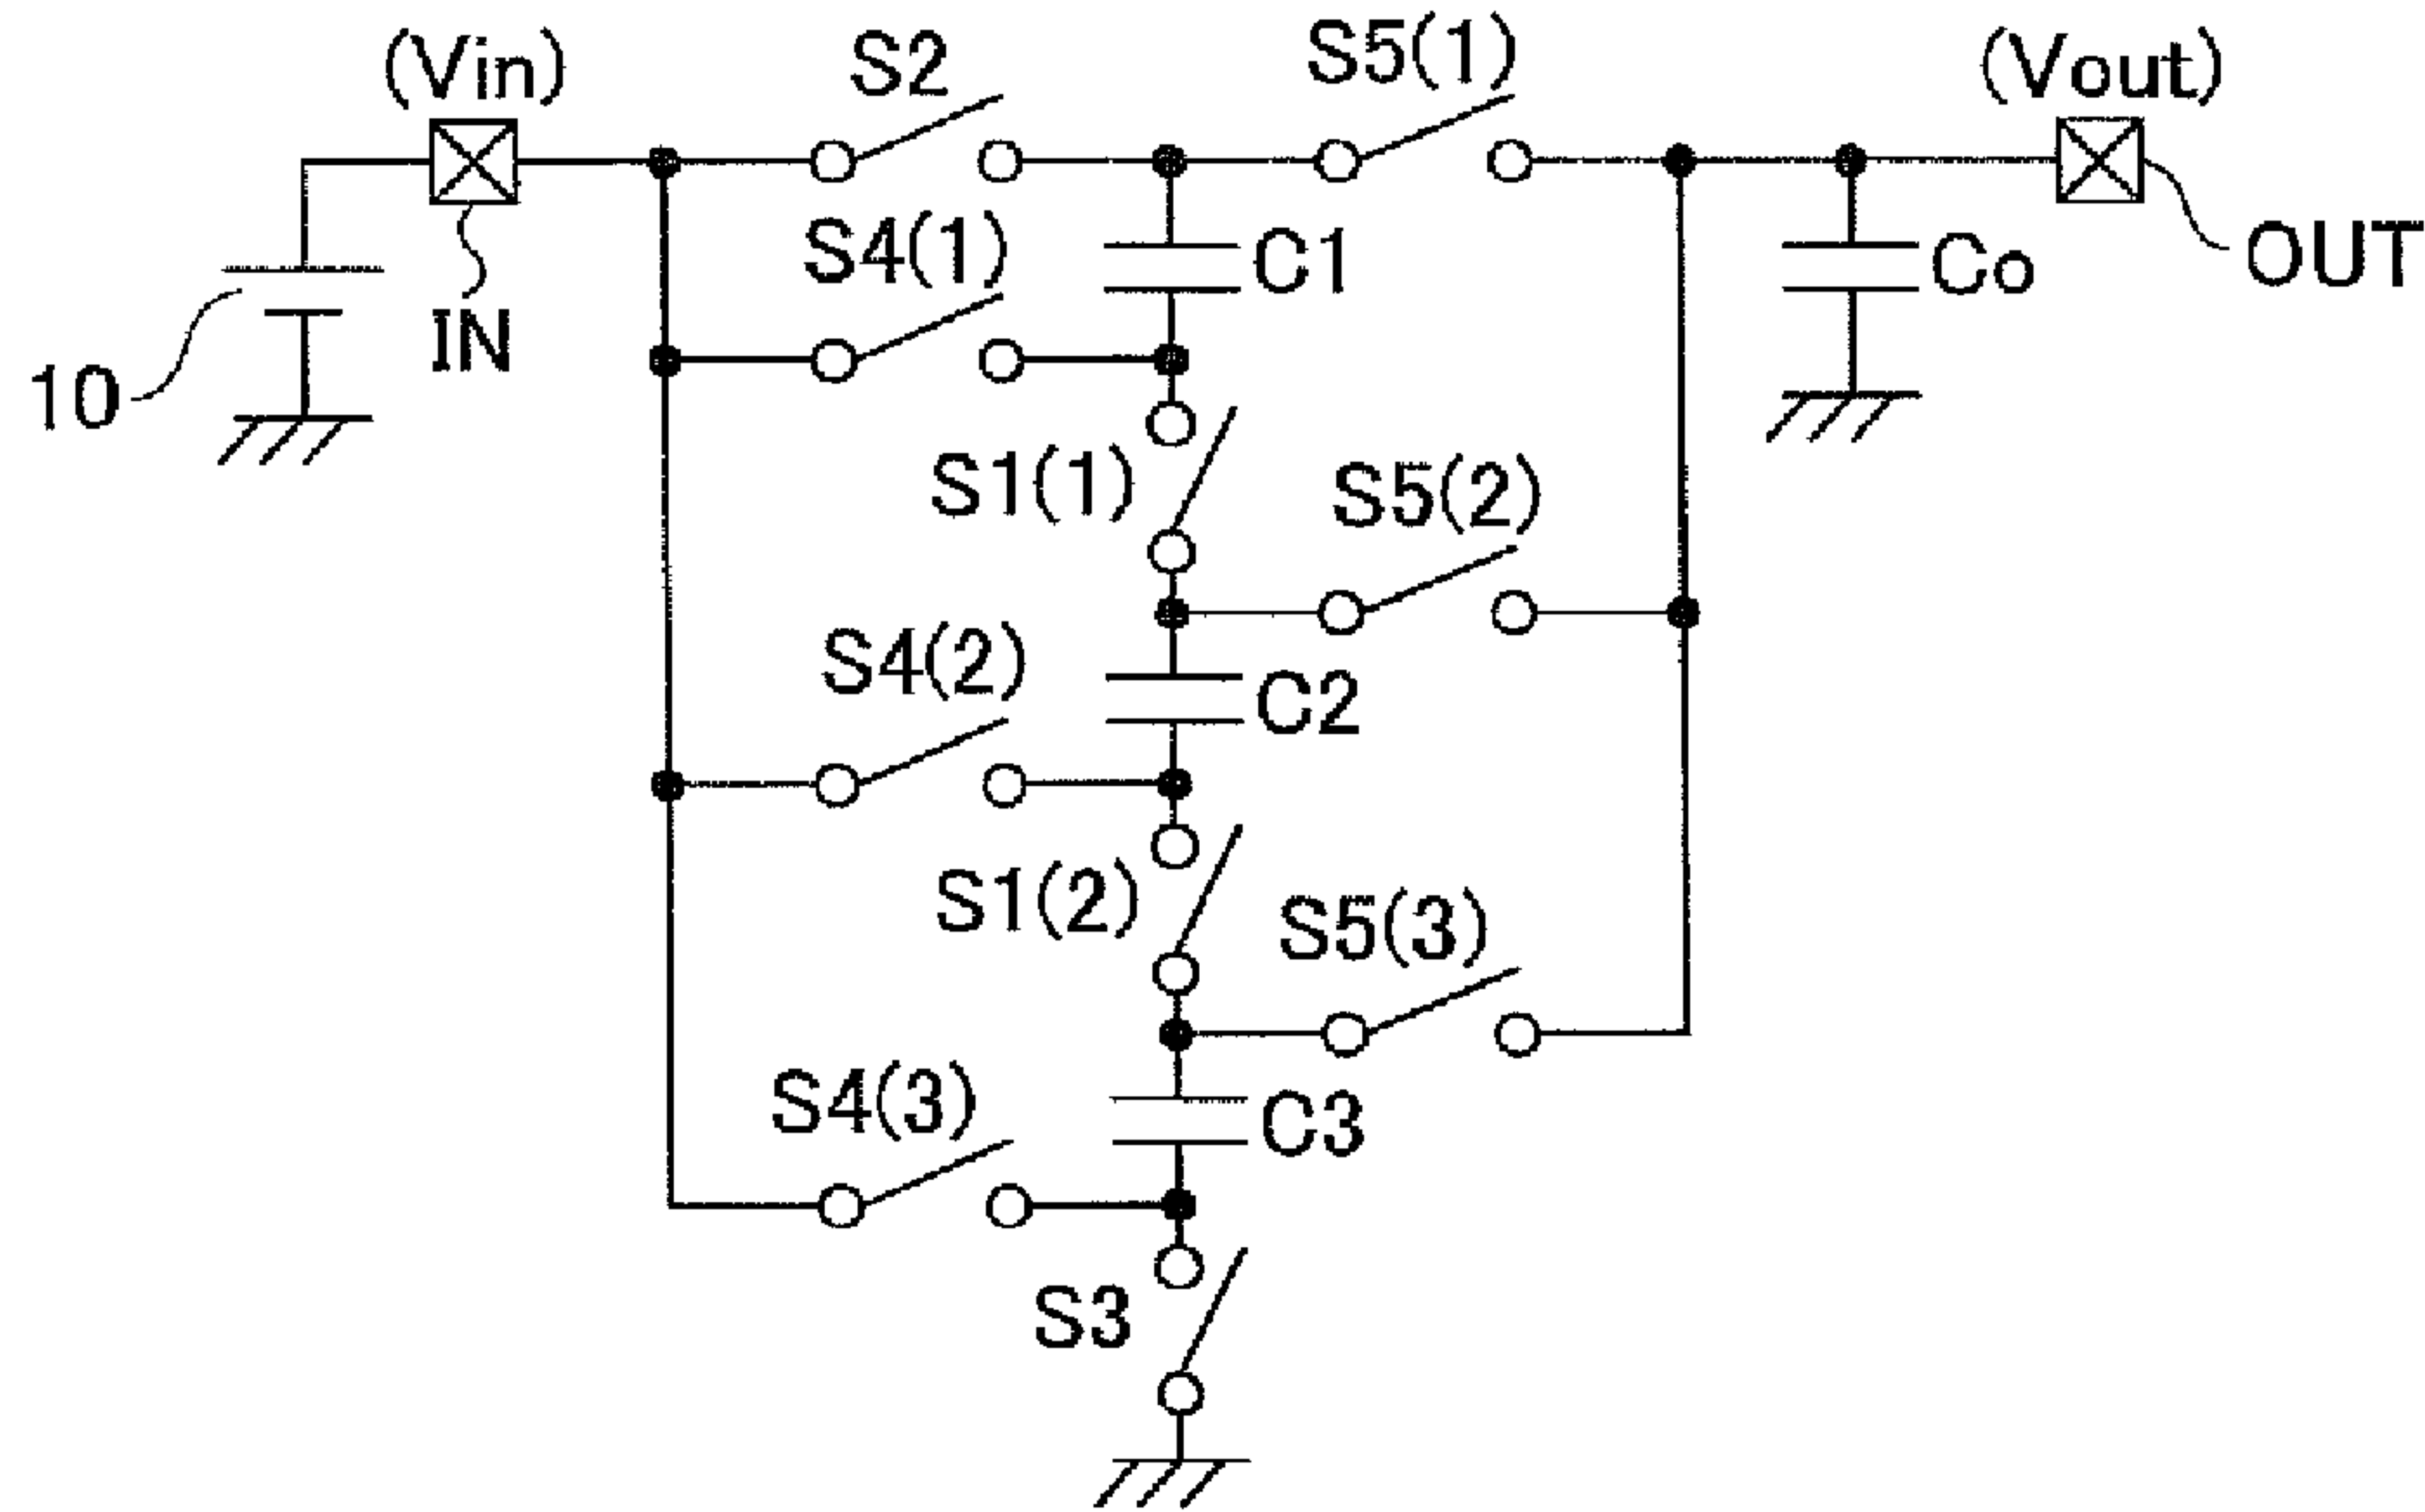 (Vin)
S2
S5(1)
(Vout)
S4(1)
C1
Co
OUT
IN
10
S1(1)
S5(2)
S4(2)
C2
S1(2)
S5(3)
S4(3)
C3
S3